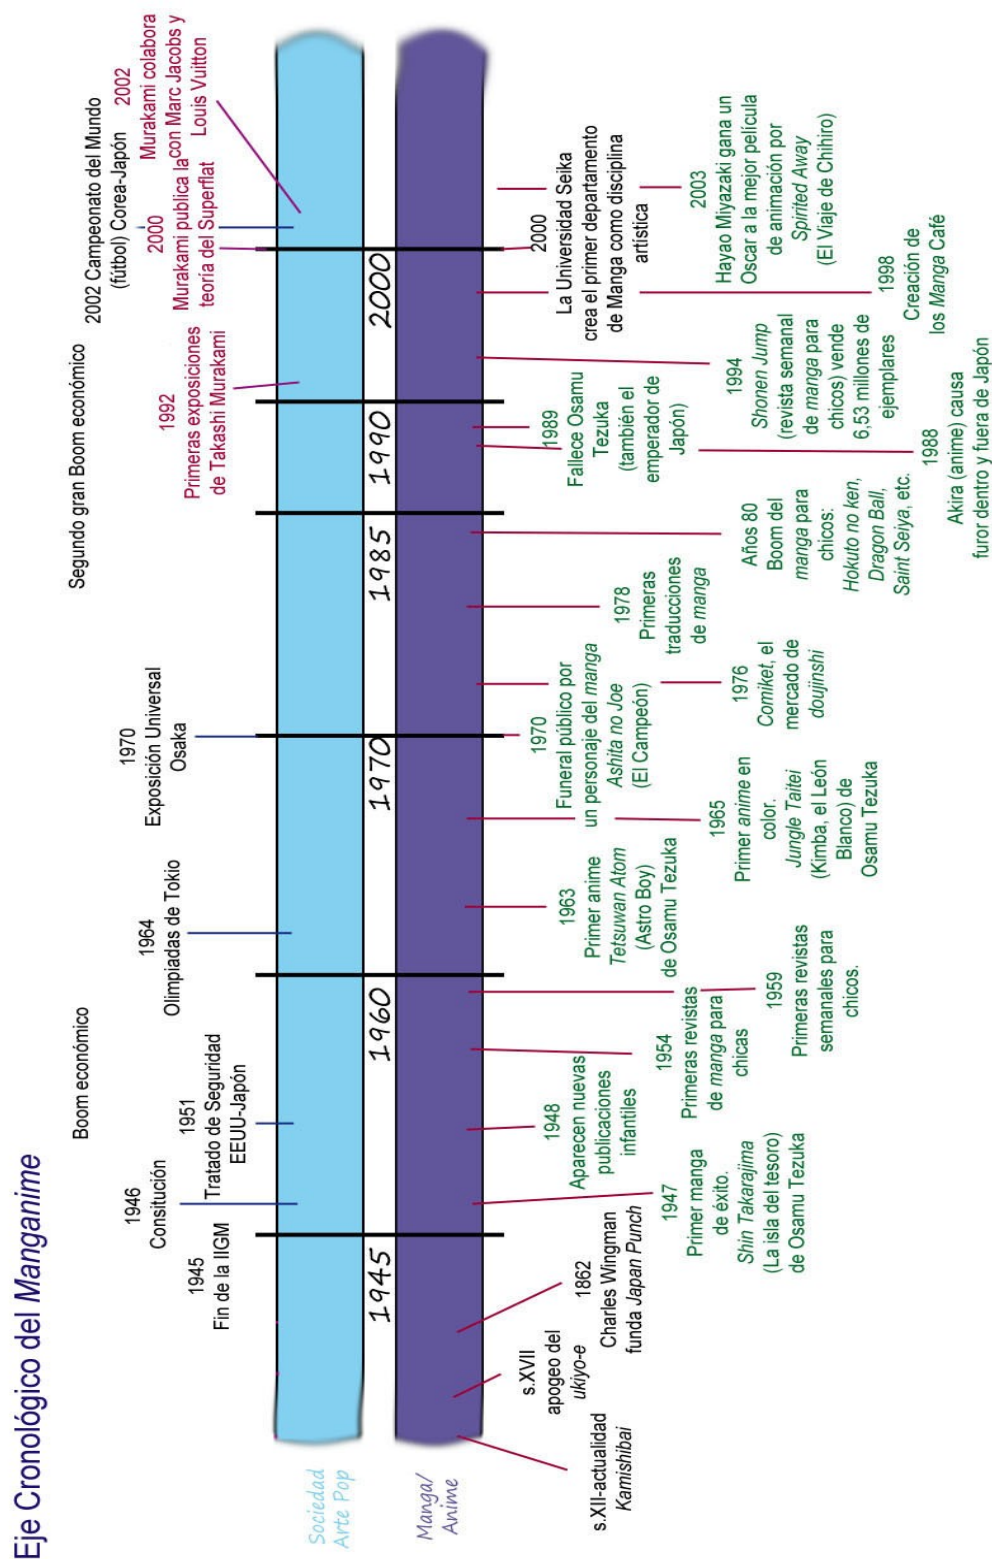 Eje Cronológico del Manganime
Boom económico
Segundo gran Boom económico
1945
Fin de la IIGM
1946
Consitución
1951
Tratado de Seguridad
EEUU-Japón
1964
Olimpiadas de Tokio
1970
Exposición Universal
Osaka
1992
Primeras exposiciones
de Takashi Murakami
2000
Murakami publica la
teoría del Superflat
2002 Campeonato del Mundo
(fútbol) Corea-Japón
2002
Murakami colabora
con Marc Jacobs y
Louis Vuitton
Sociedad
Arte Pop
1945
1960
1970
1985
1990
2000
Manga/
Anime
s.XII-actualidad
Kamishibai
s.XVII
apogeo del
ukiyo-e
1862
Charles Wingman
funda Japan Punch
1947
Primer manga
de éxito.
Shin Takarajima
(La isla del tesoro)
de Osamu Tezuka
1948
Aparecen nuevas
publicaciones
infantiles
1954
Primeras revistas
de manga para
chicas
1959
Primeras revistas
semanales para
chicos.
1963
Primer anime
Tetsuwan Atom
(Astro Boy)
de Osamu Tezuka
1965
Primer anime en
color.
Jungle Taitei
(Kimba, el León
Blanco) de
Osamu Tezuka
1970
Funeral público por
un personaje del manga
Ashita no Joe
(El Campeón)
1976
Comiket, el
mercado de
doujinshi
1978
Primeras
traducciones
de manga
Años 80
Boom del
manga para
chicos:
Hokuto no ken,
Dragon Ball,
Saint Seiya, etc.
1988
Akira (anime) causa
furor dentro y fuera de Japón
1989
Fallece Osamu
Tezuka
(también el
emperador de
Japón)
1994
Shonen Jump
(revista semanal
de manga para
chicos) vende
6,53 millones de
ejemplares
1998
Creación de
los Manga Café
2000
La Universidad Seika
crea el primer departamento
de Manga como disciplina
artística
2003
Hayao Miyazaki gana un
Oscar a la mejor película
de animación por
Spirited Away
(El Viaje de Chihiro)